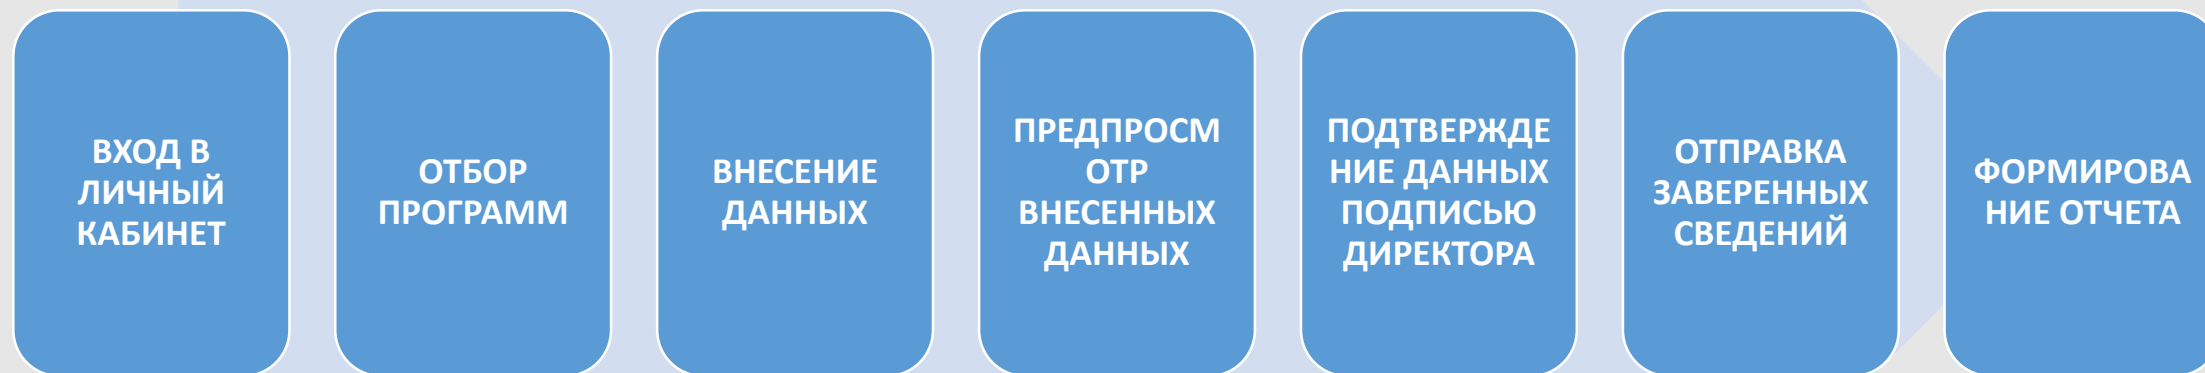 ВХОД В
ЛИЧНЫЙ
КАБИНЕТ
ОТБОР
ПРОГРАММ
ВНЕСЕНИЕ
ДАННЫХ
ПРЕДПРОСМ
ОТР
ВНЕСЕННЫХ
ДАННЫХ
ПОДТВЕРЖДЕ
НИЕ ДАННЫХ
ПОДПИСЬЮ
ДИРЕКТОРА
ОТПРАВКА
ЗАВЕРЕННЫХ
СВЕДЕНИЙ
ФОРМИРОВА
НИЕ ОТЧЕТА